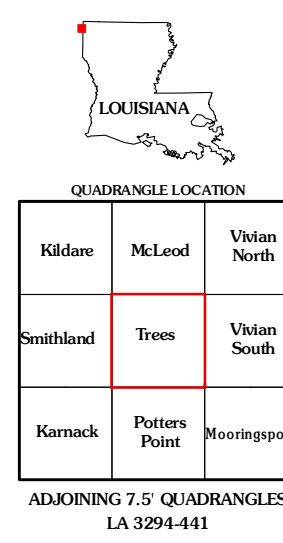 LOUISIANA
QUADRANGLE LOCATION
Kildare
McLeod
Vivian
North
Smithland
Trees
Vivian
South
Karnack
Potters
Point
Mooringspo
ADJOINING 7.5' QUADRANGLES
LA 3294-441